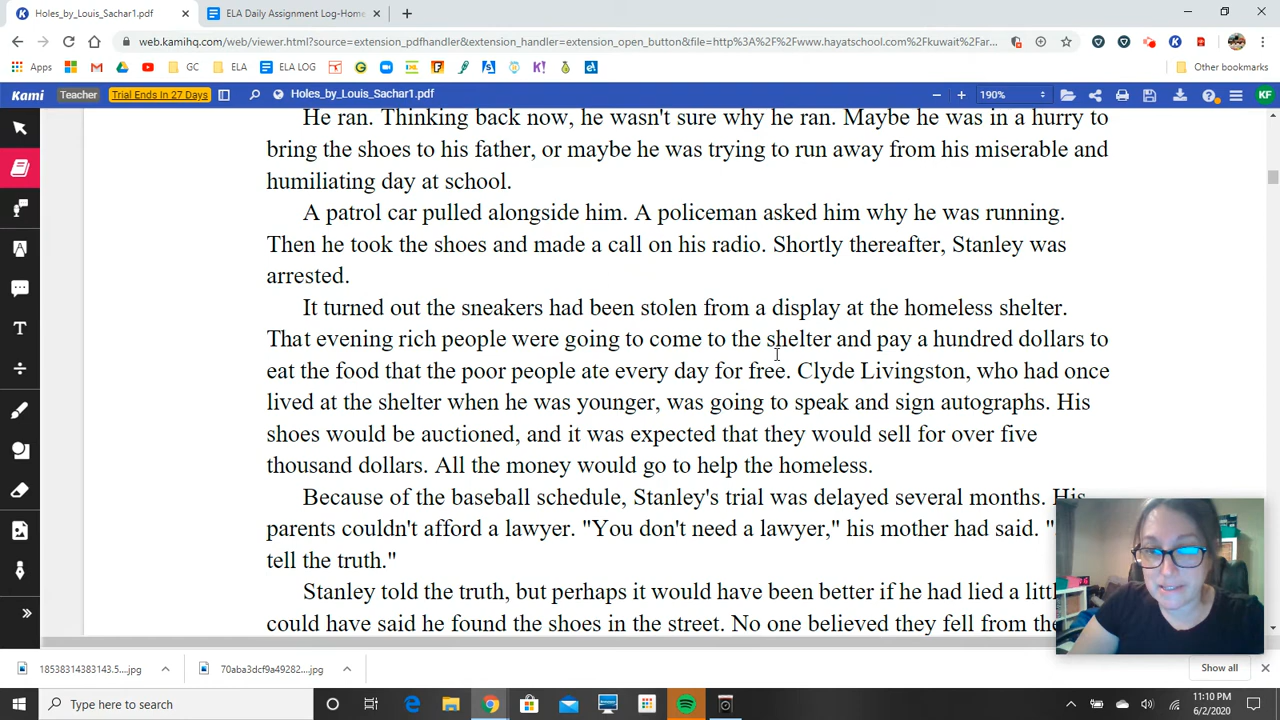 Holes_by_Louis_Sachar1.pdf
ELA Daily Assignment Log-Home
web.kamihq.com/web/viewer.html?source=extension_pdfhandler&extension_handler=extension_open_button&file=http%3A%2F%2Fwww.hayatschool.com%2Fkuwait%2Far...
Apps
GC
ELA
ELA LOG
Other bookmarks
Kami
Teacher
Trial Ends In 27 Days
Holes_by_Louis_Sachar1.pdf
190%
KF
He ran. Thinking back now, he wasn't sure why he ran. Maybe he was in a hurry to
bring the shoes to his father, or maybe he was trying to run away from his miserable and
humiliating day at school.
A patrol car pulled alongside him. A policeman asked him why he was running.
Then he took the shoes and made a call on his radio. Shortly thereafter, Stanley was
arrested.
It turned out the sneakers had been stolen from a display at the homeless shelter.
That evening rich people were going to come to the shelter and pay a hundred dollars to
eat the food that the poor people ate every day for free. Clyde Livingston, who had once
lived at the shelter when he was younger, was going to speak and sign autographs. His
shoes would be auctioned, and it was expected that they would sell for over five
thousand dollars. All the money would go to help the homeless.
Because of the baseball schedule, Stanley's trial was delayed several months. His
parents couldn't afford a lawyer. "You don't need a lawyer," his mother had said. "
tell the truth."
Stanley told the truth, but perhaps it would have been better if he had lied a
could have said he found the shoes in the street. No one believed they fell from
18538314383143.5....jpg
70aba3dcf9a49282....jpg
Show all
Type here to search
11:10 PM
6/2/2020